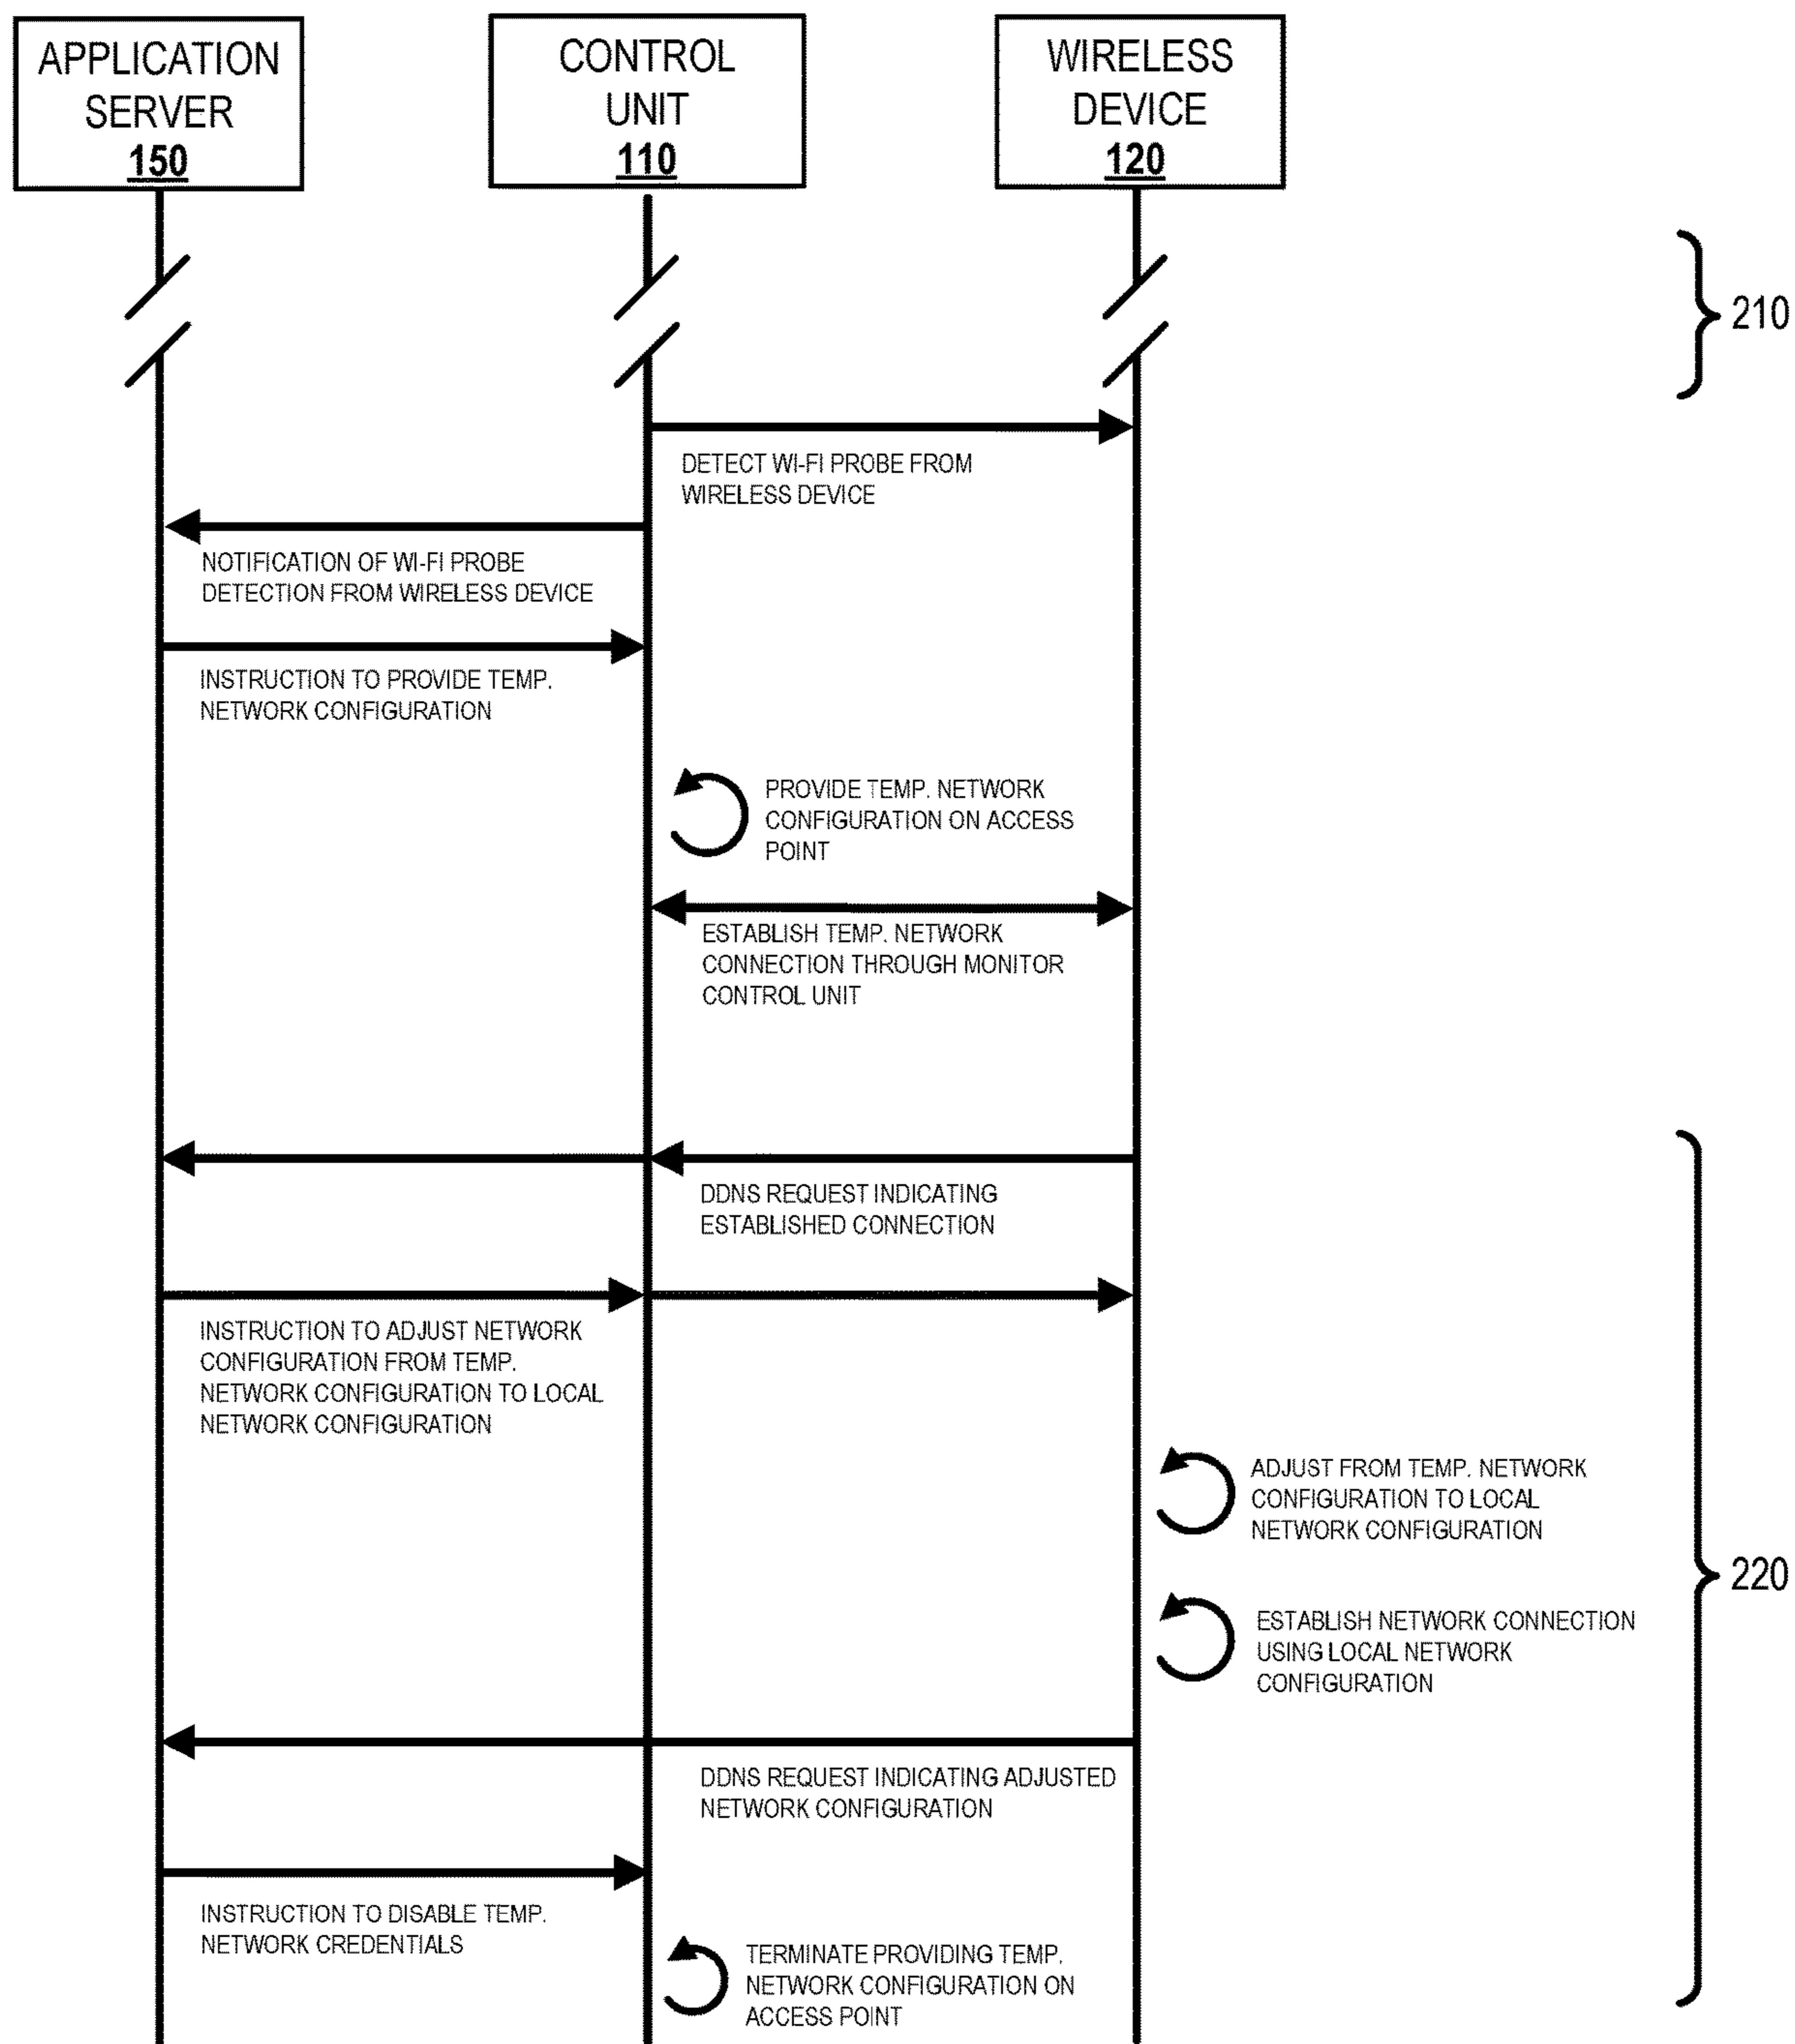 APPLICATION
SERVER
150
CONTROL
UNIT
110
WIRELESS
DEVICE
120
210
DETECT WI-FI PROBE FROM
WIRELESS DEVICE
NOTIFICATION OF WI-FI PROBE
DETECTION FROM WIRELESS DEVICE
INSTRUCTION TO PROVIDE TEMP.
NETWORK CONFIGURATION
PROVIDE TEMP. NETWORK
CONFIGURATION ON ACCESS
POINT
ESTABLISH TEMP. NETWORK
CONNECTION THROUGH MONITOR
CONTROL UNIT
DDNS REQUEST INDICATING
ESTABLISHED CONNECTION
INSTRUCTION TO ADJUST NETWORK
CONFIGURATION FROM TEMP.
NETWORK CONFIGURATION TO LOCAL
NETWORK CONFIGURATION
ADJUST FROM TEMP. NETWORK
CONFIGURATION TO LOCAL
NETWORK CONFIGURATION
220
ESTABLISH NETWORK CONNECTION
USING LOCAL NETWORK
CONFIGURATION
DDNS REQUEST INDICATING ADJUSTED
NETWORK CONFIGURATION
INSTRUCTION TO DISABLE TEMP.
NETWORK CREDENTIALS
TERMINATE PROVIDING TEMP.
NETWORK CONFIGURATION ON
ACCESS POINT